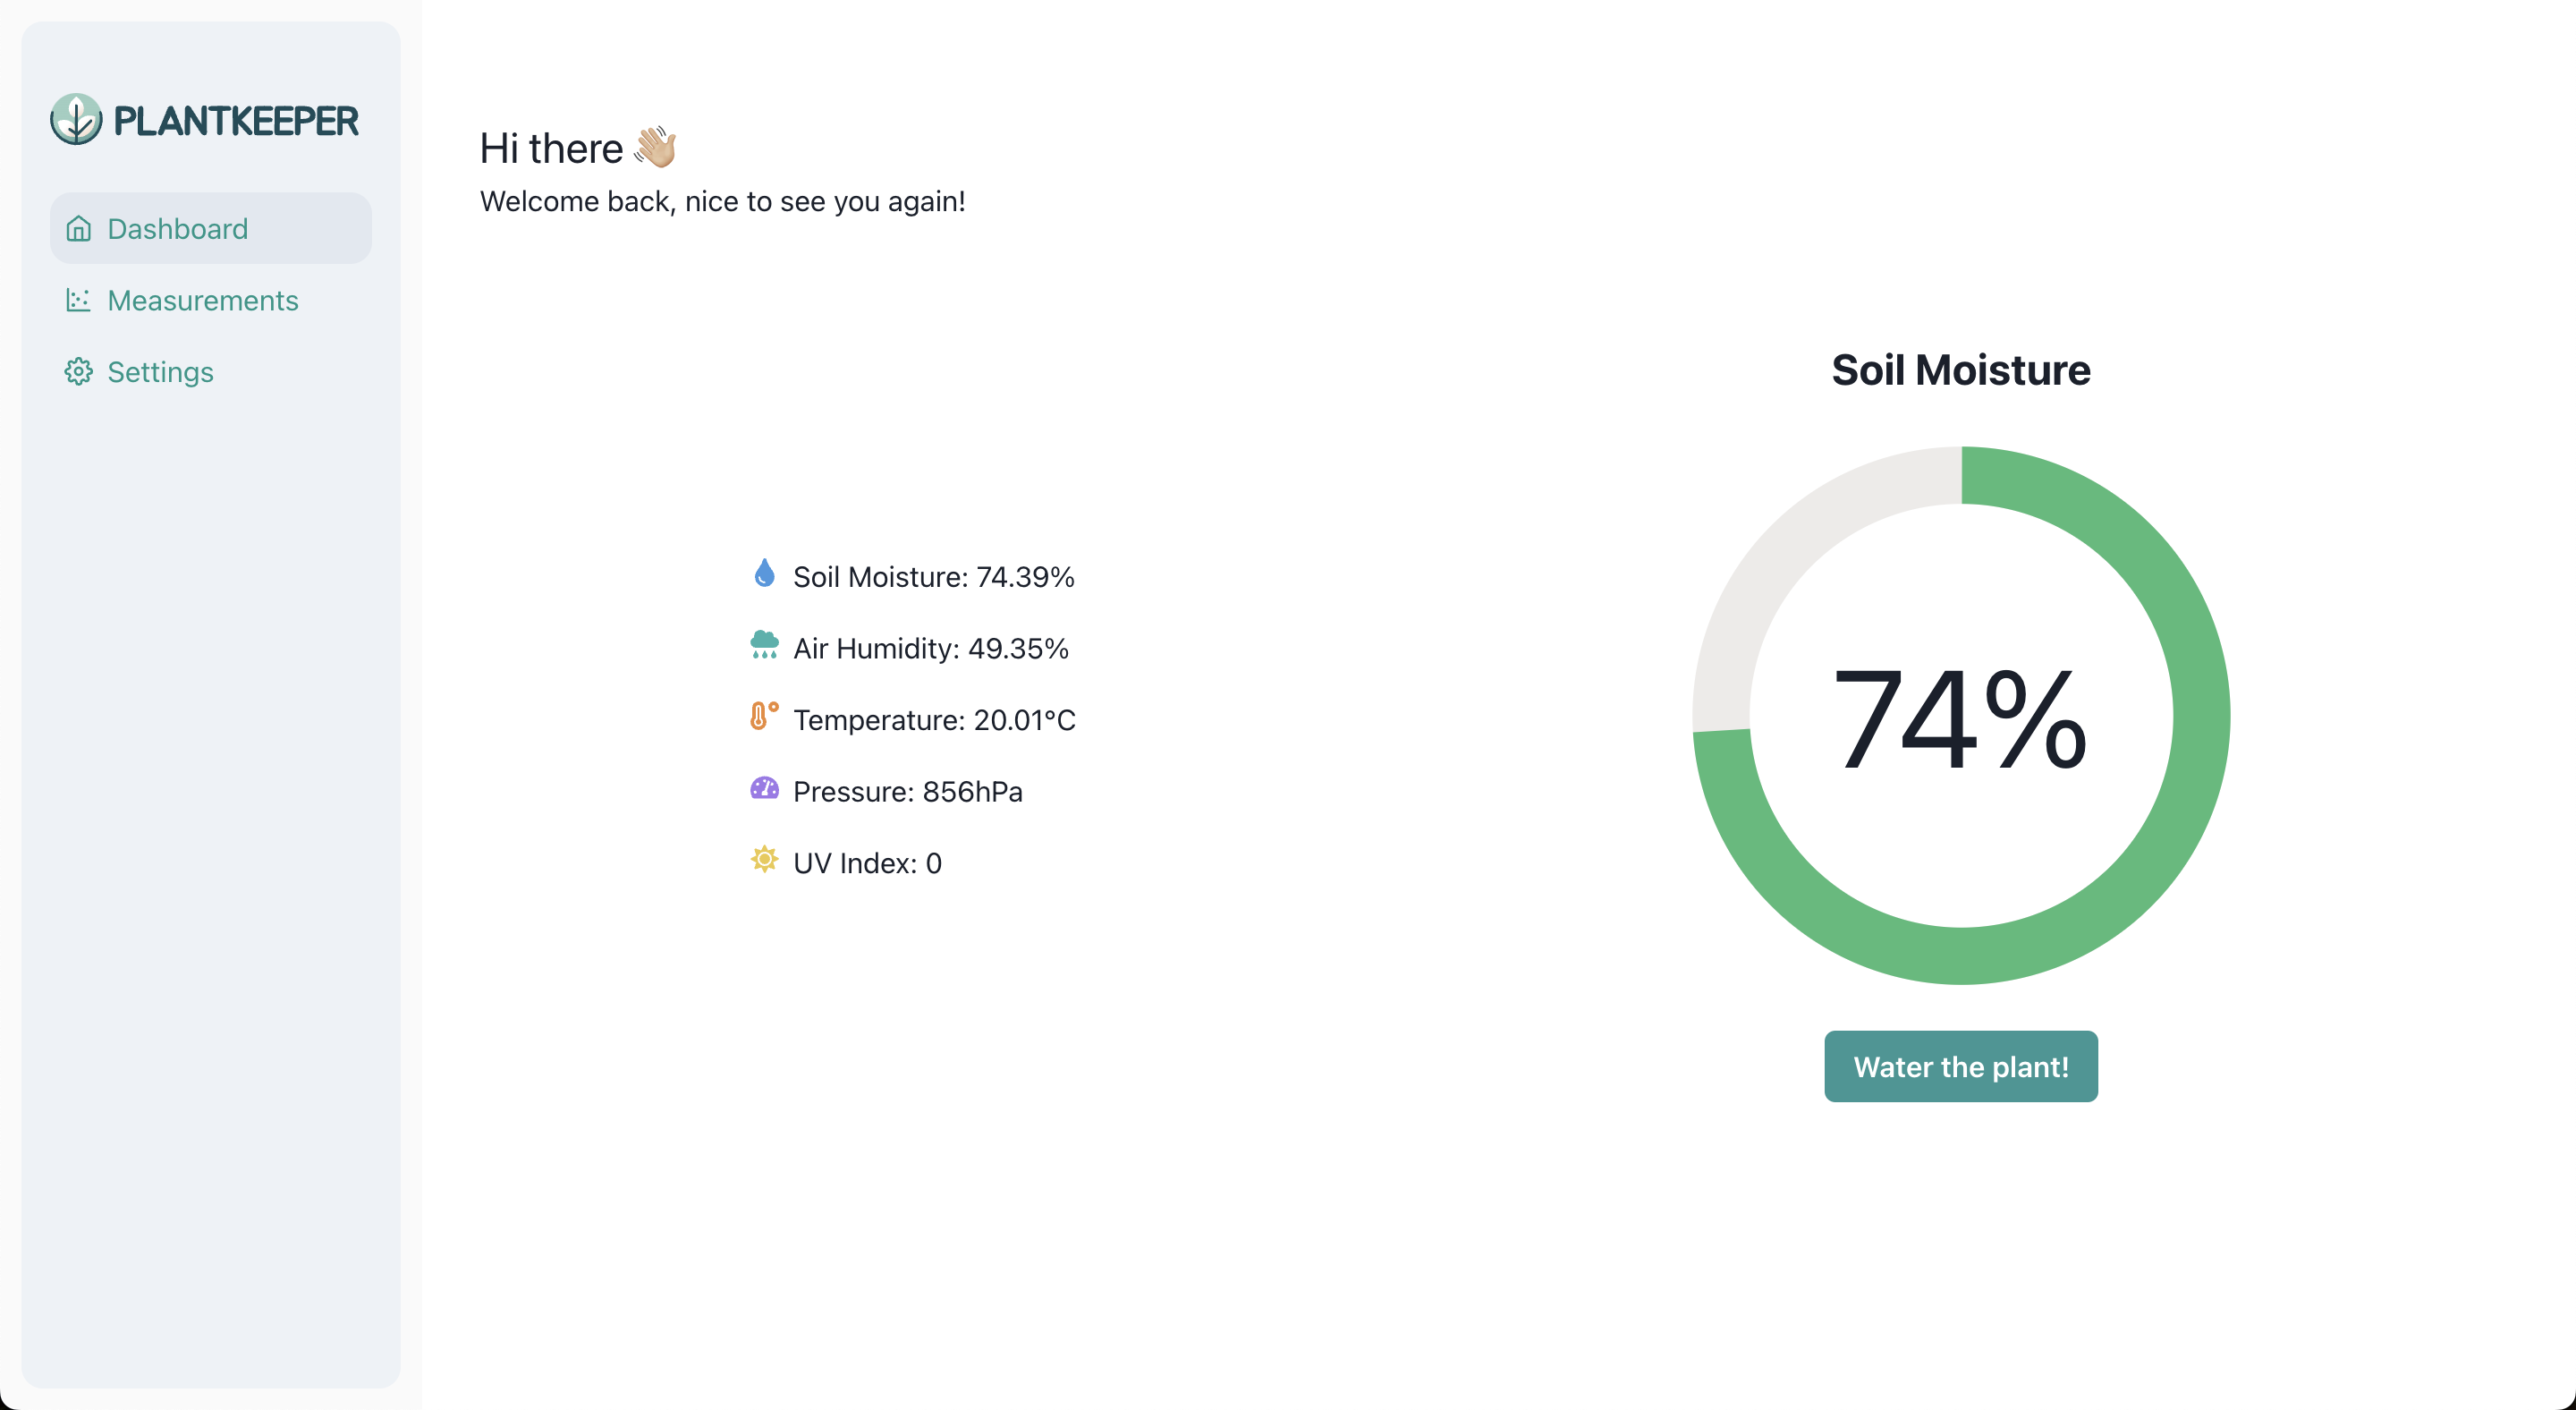 PLANTKEEPER
Dashboard
Measurements
Settings
Hi there 👋🏼
Welcome back, nice to see you again!
Soil Moisture: 74.39%
Air Humidity: 49.35%
Temperature: 20.01°C
Pressure: 856hPa
UV Index: 0
Soil Moisture
74%
Water the plant!